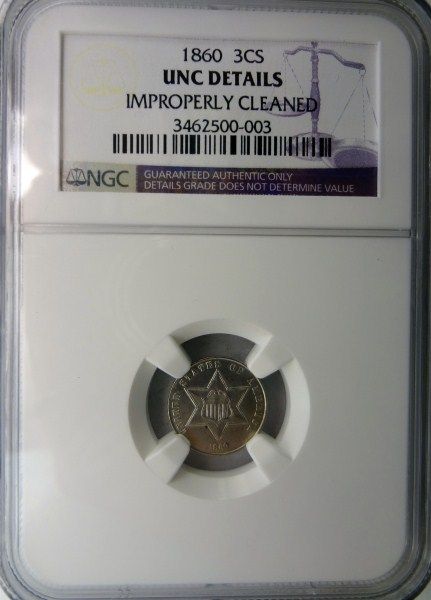 1860 3CS
UNC DETAILS
IMPROPERLY CLEANED
3462500-003
NGC
GUARANTEED AUTHENTIC ONLY
DETAILS GRADE DOES NOT DETERMINE VALUE
UNITED STATES OF AMERICA
1860